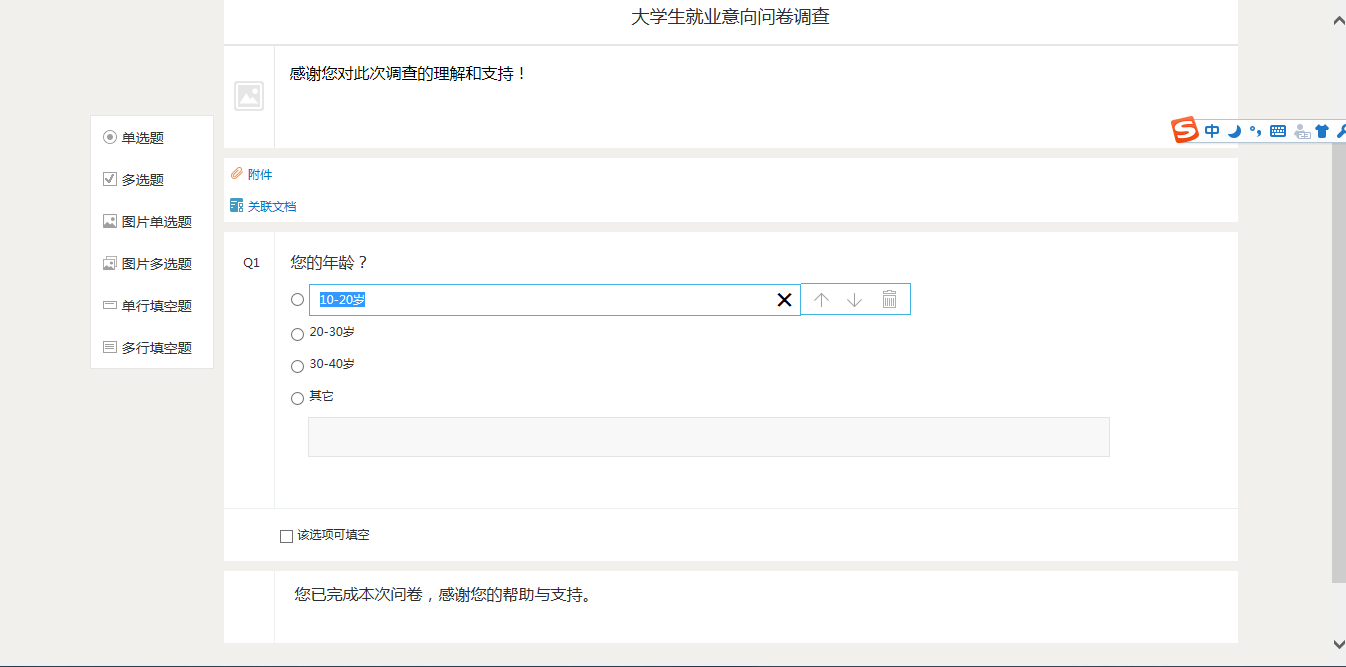 大学生就业意向问卷调查
感谢您对此次调查的理解和支持！
中
单选题
多选题
图片单选题
图片多选题
单行填空题
多行填空题
附件
关联文档
Q1
您的年龄？
10-20岁
20-30岁
30-40岁
其它
该选项可填空
您已完成本次问卷，感谢您的帮助与支持。